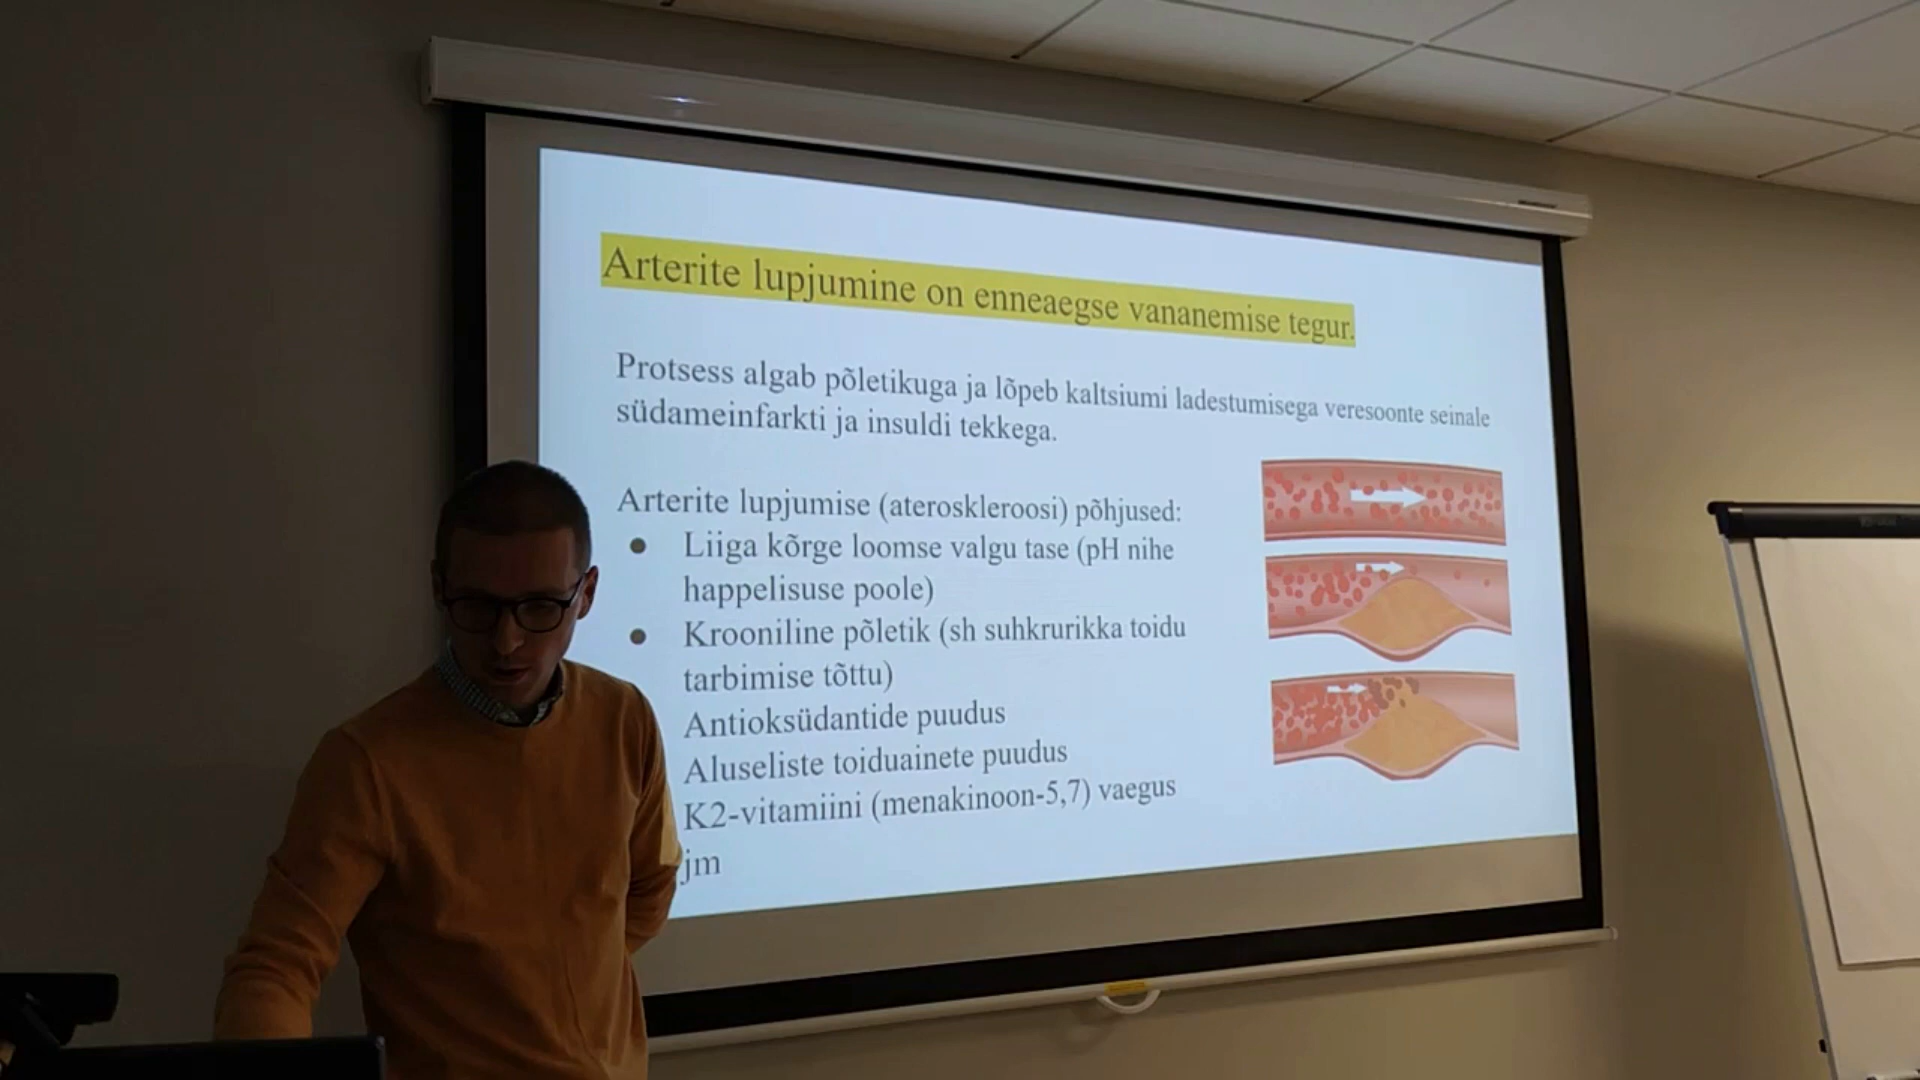 Arterite lupjumine on enneaegse vananemise tegur.
Protsess algab põletikuga ja lõpeb kaltsiumi ladestumisega veresoonte seinale
südameinfarkti ja insuldi tekkega.
Arterite lupjumise (ateroskleroosi) põhjused:
● Liiga kõrge loomse valgu tase (pH nihe
happelisuse poole)
● Krooniline põletik (sh suhkrurikka toidu
tarbimise tõttu)
Antioksüdantide puudus
Aluseliste toiduainete puudus
K2-vitamiini (menakinoon-5,7) vaegus
jm